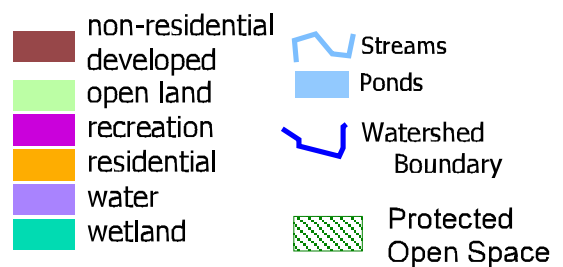 non-residential
developed
open land
recreation
residential
water
wetland
Streams
Ponds
Watershed
Boundary
Protected
Open Space